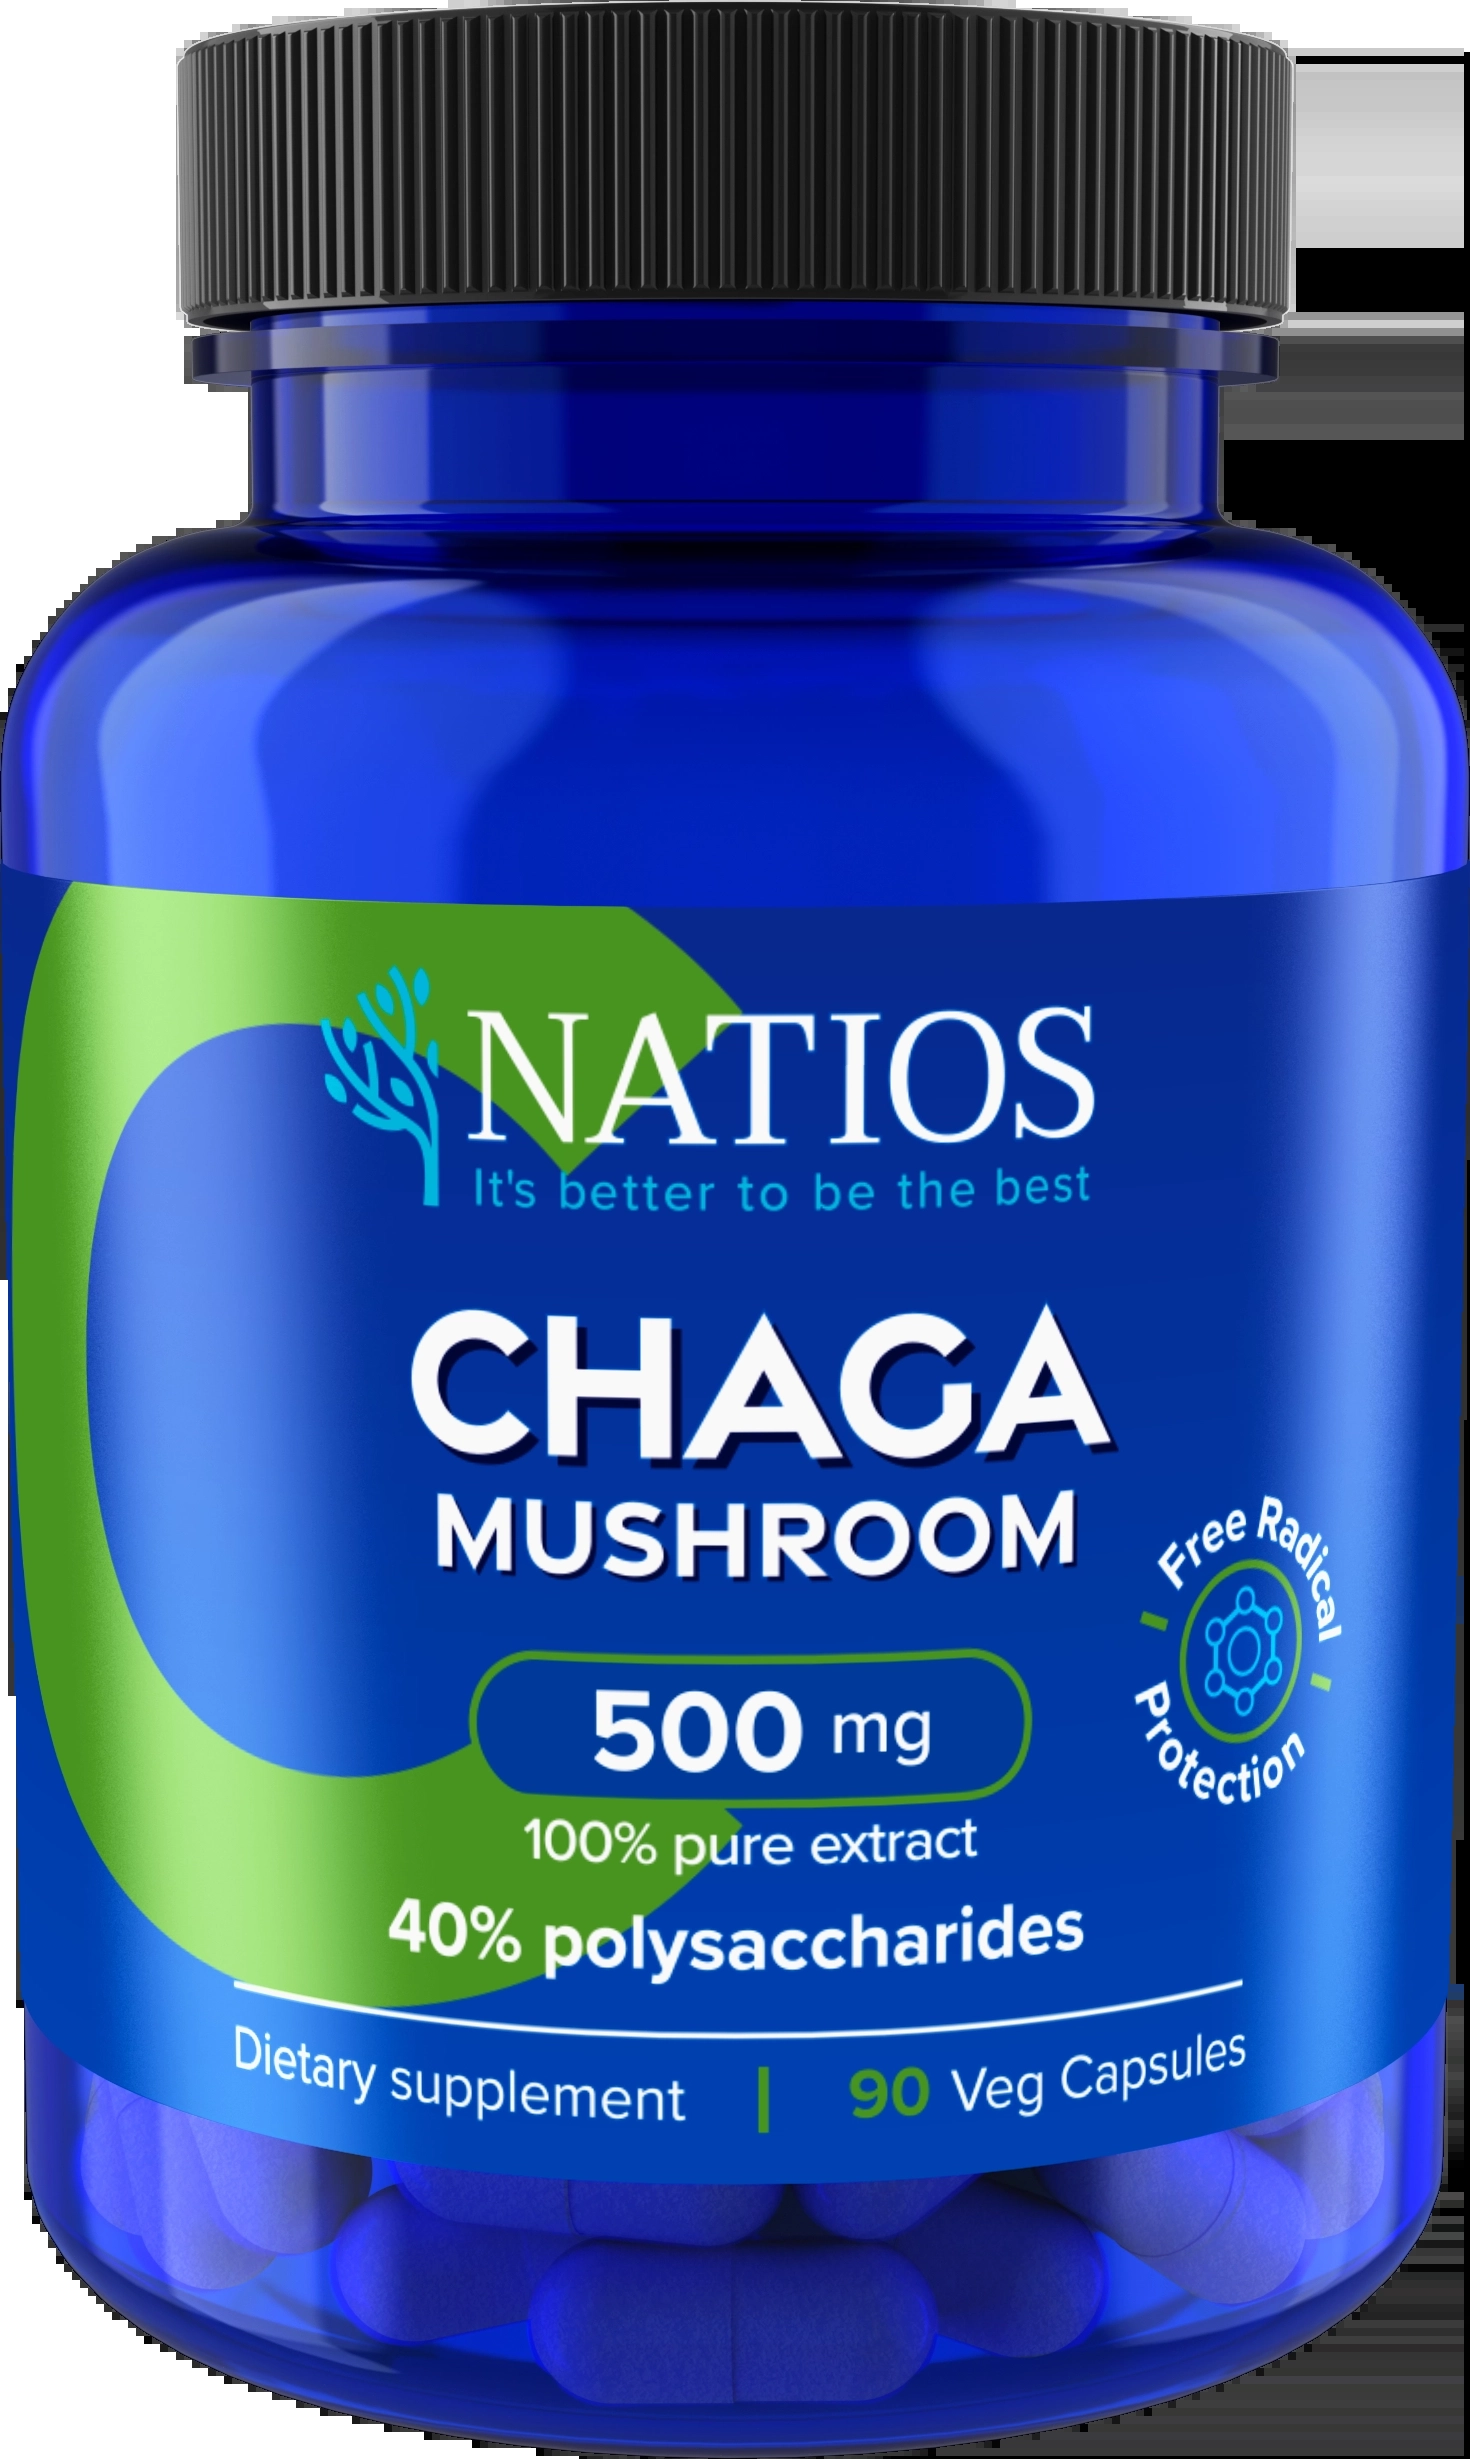 NATIOS
It's better to be the best
CHAGA
MUSHROOM
Free Radical
Protection
500 mg
100% pure extract
40% polysaccharides
Dietary supplement | 90 Veg Capsules